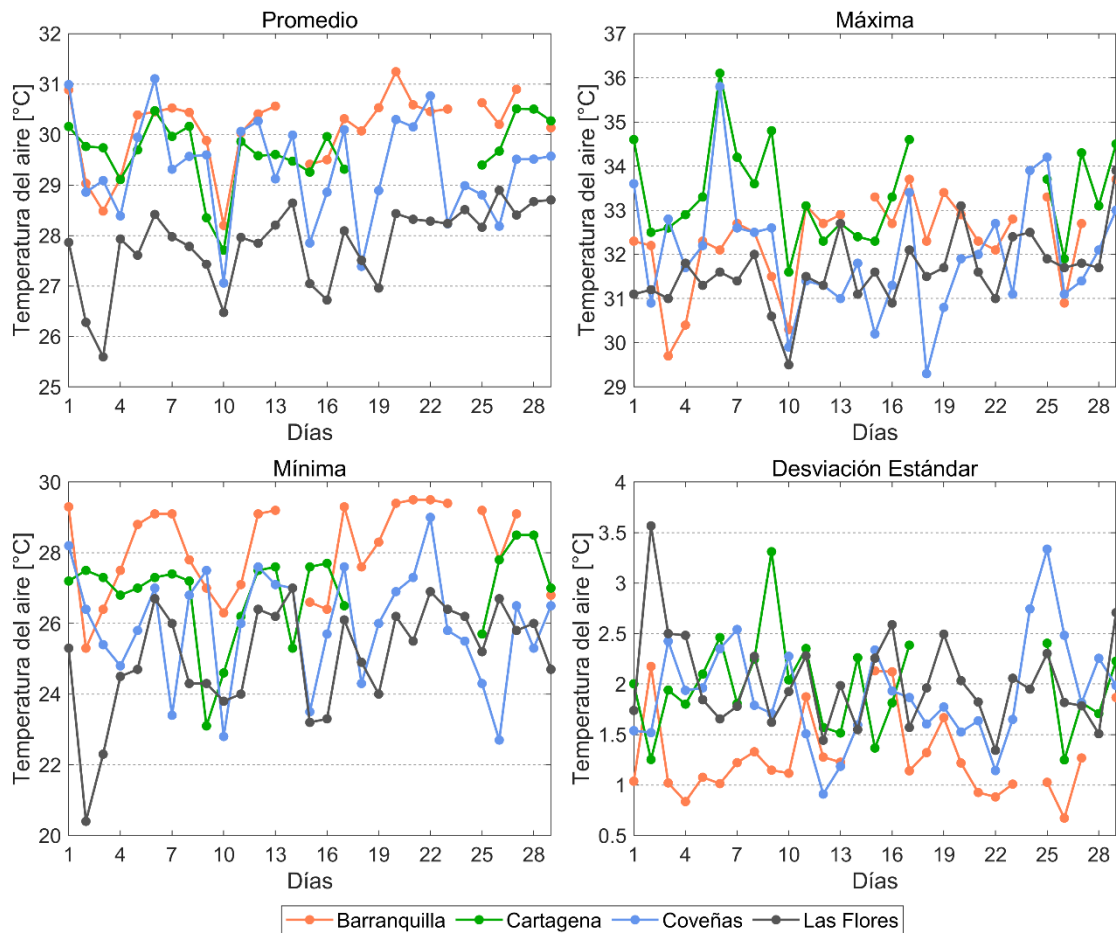 Promedio
Temperatura del aire [°C]
32
31
30
29
28
27
26
25
1 4 7 10 13 16 19 22 25 28
Días
Máxima
Temperatura del aire [°C]
37
36
35
34
33
32
31
30
29
1 4 7 10 13 16 19 22 25 28
Días
Mínima
Temperatura del aire [°C]
30
28
26
24
22
20
1 4 7 10 13 16 19 22 25 28
Días
Desviación Estándar
Temperatura del aire [°C]
4
3.5
3
2.5
2
1.5
1
0.5
1 4 7 10 13 16 19 22 25 28
Días
Barranquilla Cartagena Coveñas Las Flores